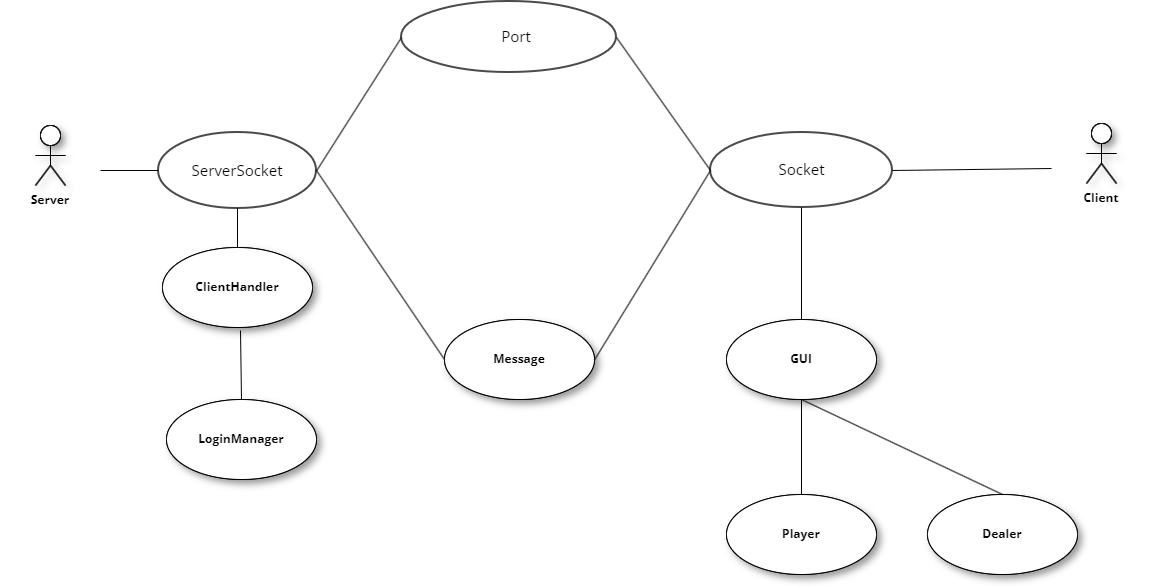 Port
ServerSocket
Socket
Server
Client
ClientHandler
Message
GUI
LoginManager
Player
Dealer